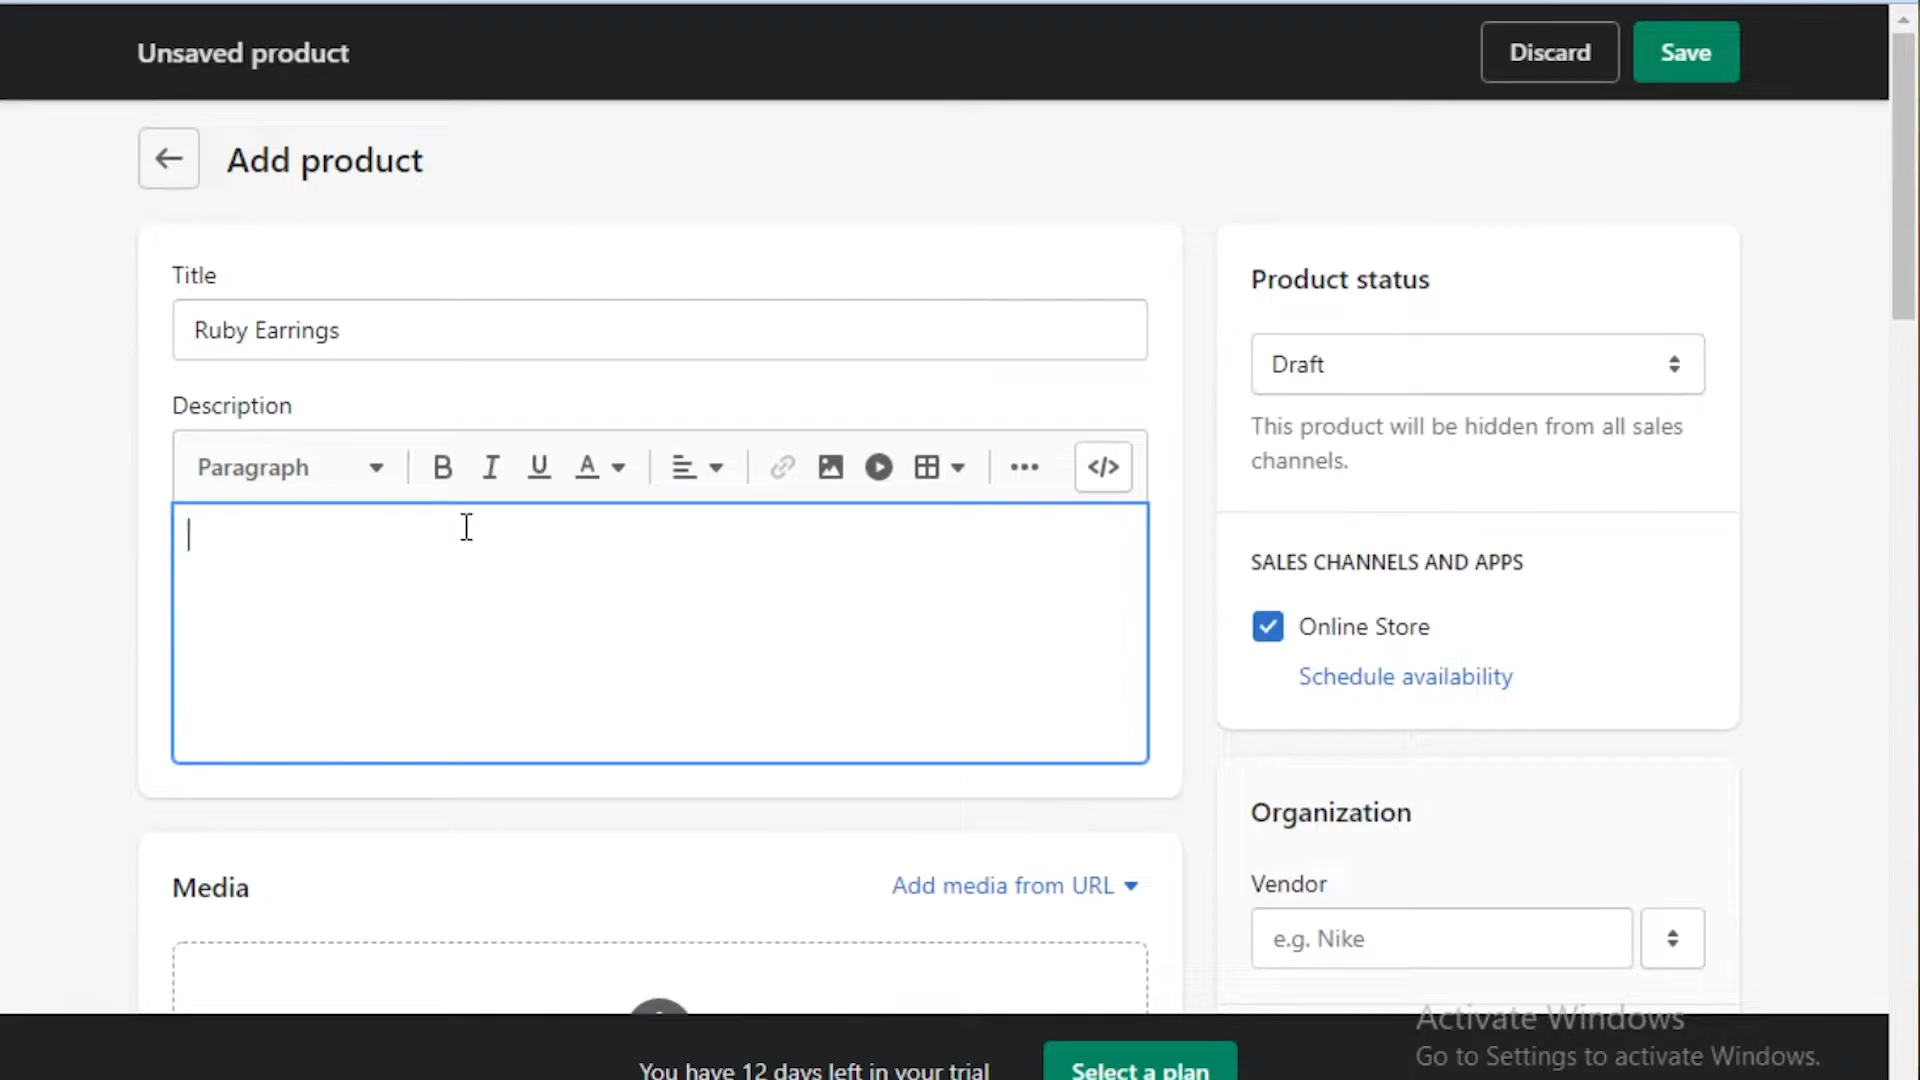 Unsaved product
Discard
Save
Add product
Title
Ruby Earrings
Description
Paragraph
B I U A
</>
Media
Add media from URL
Product status
Draft
This product will be hidden from all sales
channels.
SALES CHANNELS AND APPS
Online Store
Schedule availability
Organization
Vendor
e.g. Nike
You have 12 days left in your trial
Select a plan
Activate Windows
Go to Settings to activate Windows.